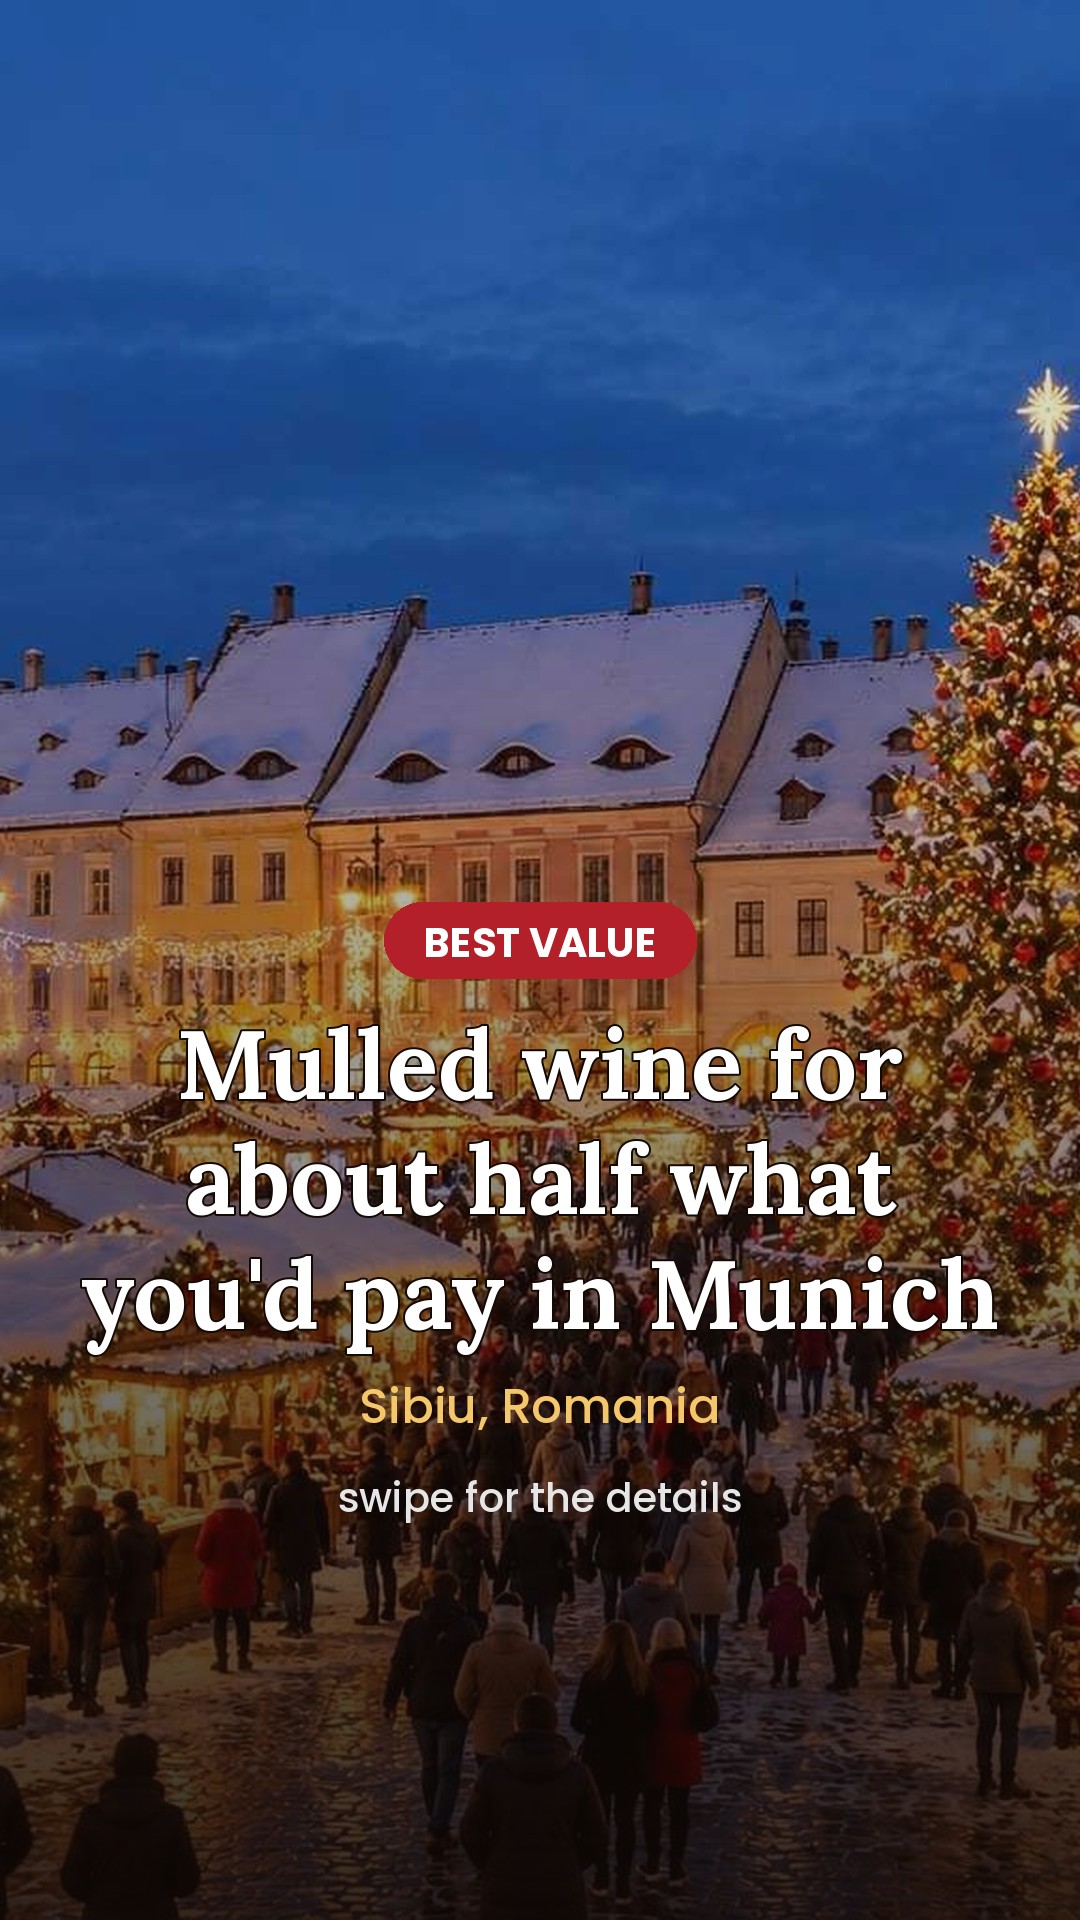 BEST VALUE
Mulled wine for
about half what
you'd pay in Munich
Sibiu, Romania
swipe for the details